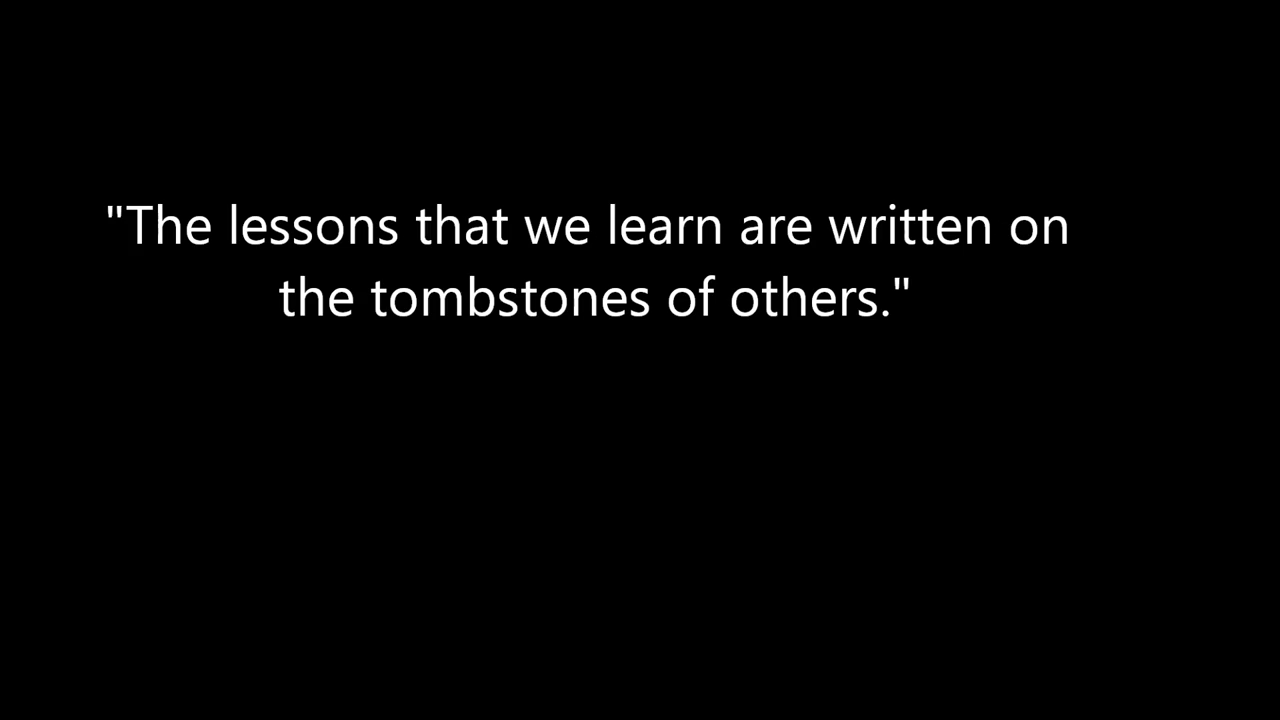 "The lessons that we learn are written on
the tombstones of others."